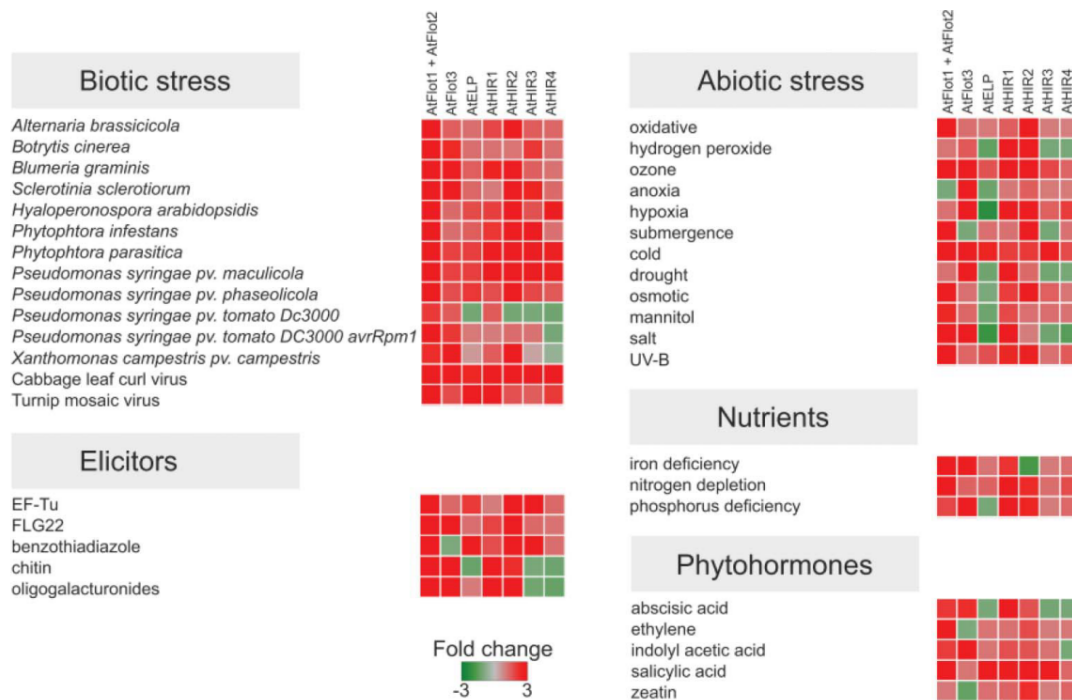 Biotic stress
AtFlot1 + AtFlot2
AtFlot3
AtELP
AtHIR1
AtHIR2
AtHIR3
AtHIR4
Alternaria brassicicola
Botrytis cinerea
Blumeria graminis
Sclerotinia sclerotiorum
Hyaloperonospora arabidopsidis
Phytophtora infestans
Phytophtora parasitica
Pseudomonas syringae pv. maculicola
Pseudomonas syringae pv. phaseolicola
Pseudomonas syringae pv. tomato Dc3000
Pseudomonas syringae pv. tomato DC3000 avrRpm1
Xanthomonas campestris pv. campestris
Cabbage leaf curl virus
Turnip mosaic virus
Elicitors
EF-Tu
FLG22
benzothiadiazole
chitin
oligogalacturonides
Fold change
-3 3
Abiotic stress
AtFlot1 + AtFlot2
AtFlot3
AtELP
AtHIR1
AtHIR2
AtHIR3
AtHIR4
oxidative
hydrogen peroxide
ozone
anoxia
hypoxia
submergence
cold
drought
osmotic
mannitol
salt
UV-B
Nutrients
iron deficiency
nitrogen depletion
phosphorus deficiency
Phytohormones
abscisic acid
ethylene
indolyl acetic acid
salicylic acid
zeatin